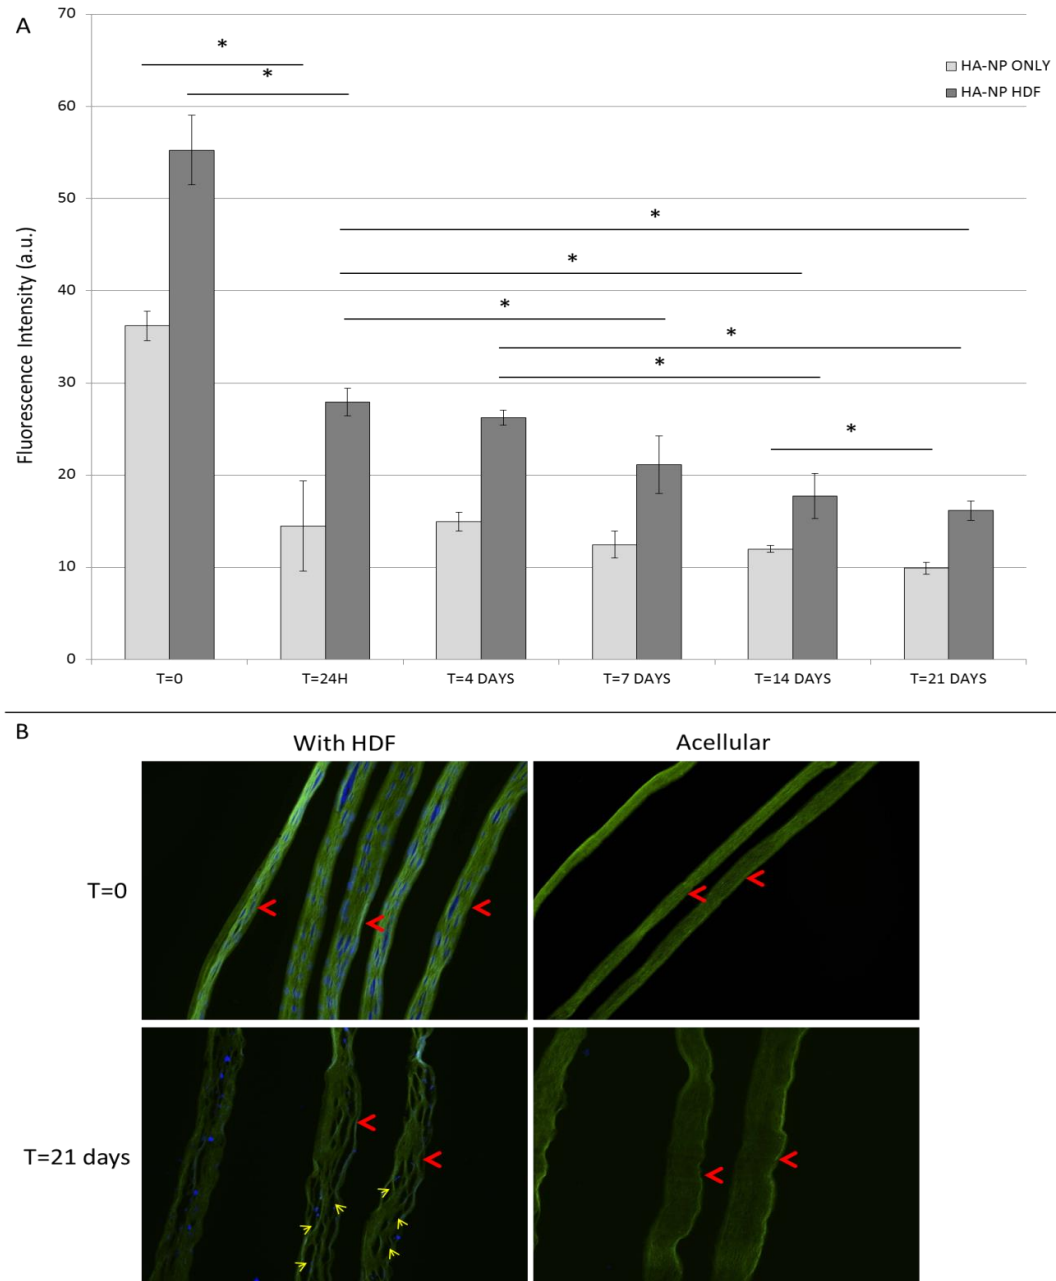 A
70
60
50
40
30
20
10
0
Fluorescence Intensity (a.u.)
HA-NP ONLY
HA-NP HDF
*
*
*
*
*
*
*
*
T=0
T=24H
T=4 DAYS
T=7 DAYS
T=14 DAYS
T=21 DAYS
B
With HDF
Acellular
T=0
T=21 days